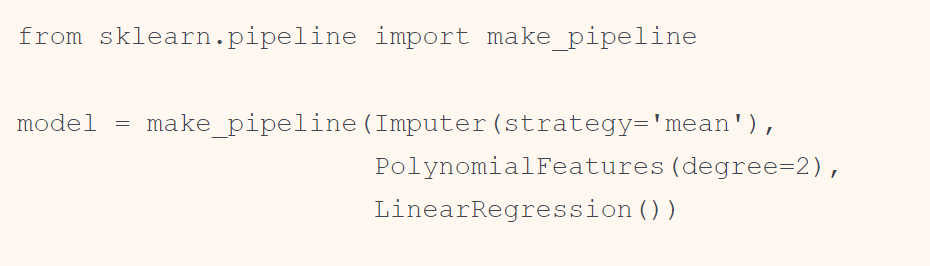 from sklearn.pipeline import make_pipeline
model = make_pipeline(Imputer(strategy='mean'),
                      PolynomialFeatures(degree=2),
                      LinearRegression())